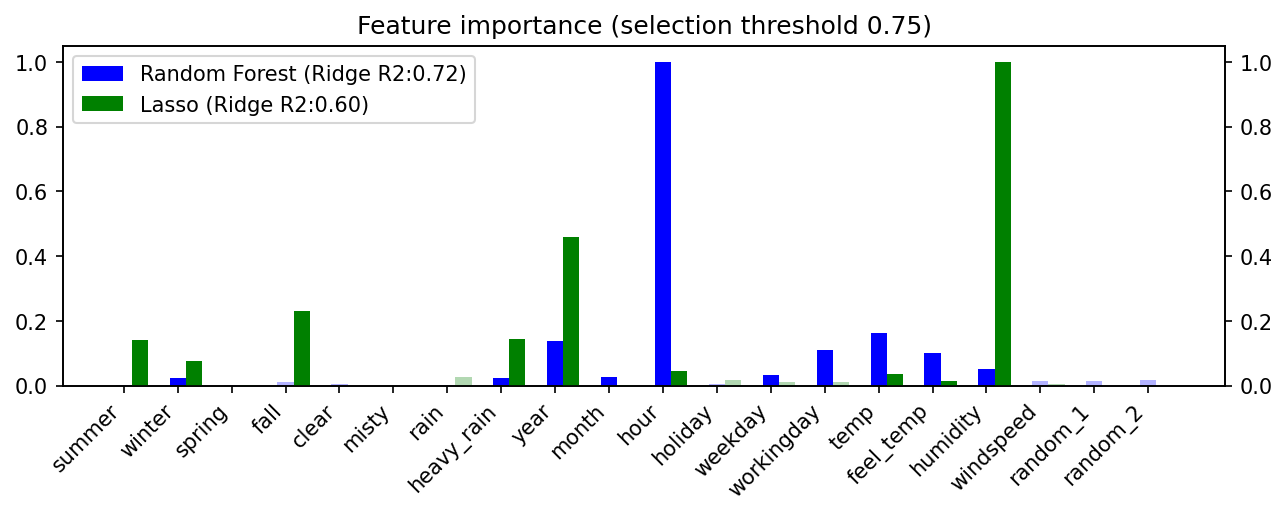 Feature importance (selection threshold 0.75)
Random Forest (Ridge R2:0.72)
Lasso (Ridge R2:0.60)
1.0
0.8
0.6
0.4
0.2
0.0
1.0
0.8
0.6
0.4
0.2
0.0
summer
winter
spring
fall
clear
misty
rain
heavy_rain
year
month
hour
holiday
weekday
workingday
temp
feel_temp
humidity
windspeed
random_1
random_2